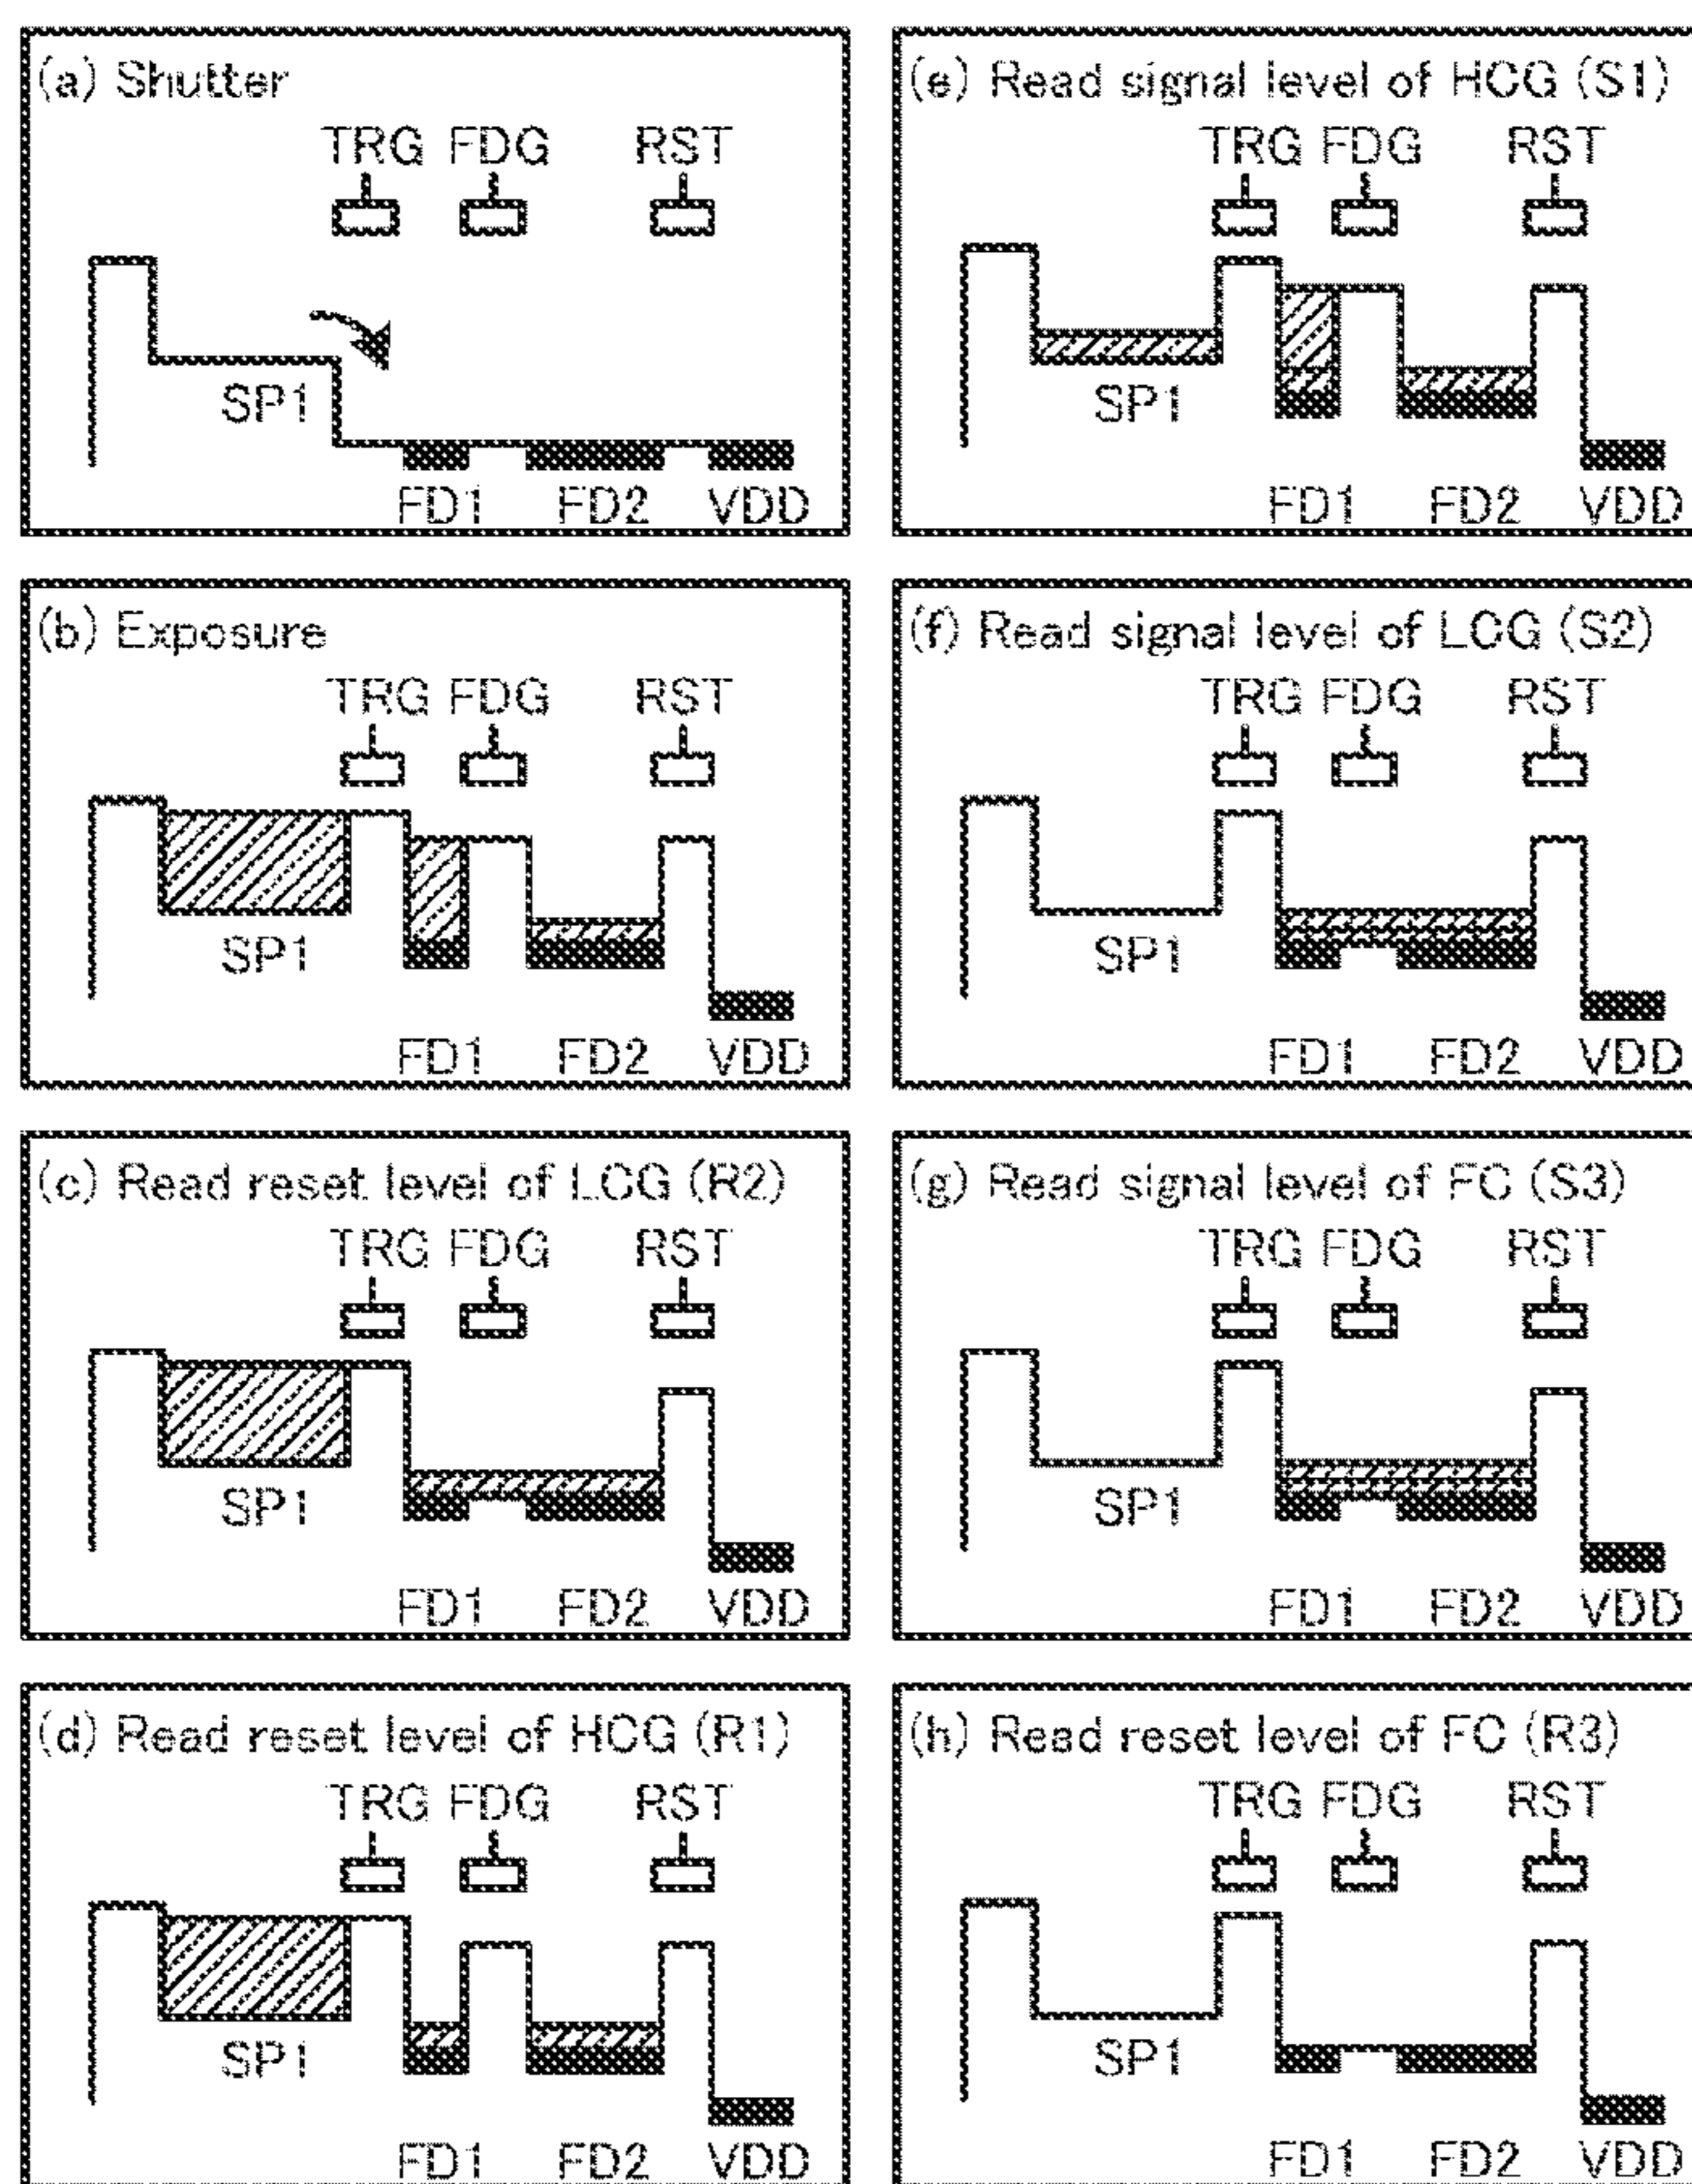 (a) Shutter
TRG FDG RST
SP1
FD1 FD2 VDD
(b) Exposure
TRG FDG RST
SP1
FD1 FD2 VDD
(c) Read reset level of LCG (R2)
TRG FDG RST
SP1
FD1 FD2 VDD
(d) Read reset level of HCG (R1)
TRG FDG RST
SP1
FD1 FD2 VDD
(e) Read signal level of HCG (S1)
TRG FDG RST
SP1
FD1 FD2 VDD
(f) Read signal level of LCG (S2)
TRG FDG RST
SP1
FD1 FD2 VDD
(g) Read signal level of FC (S3)
TRG FDG RST
SP1
FD1 FD2 VDD
(h) Read reset level of FC (R3)
TRG FDG RST
SP1
FD1 FD2 VDD